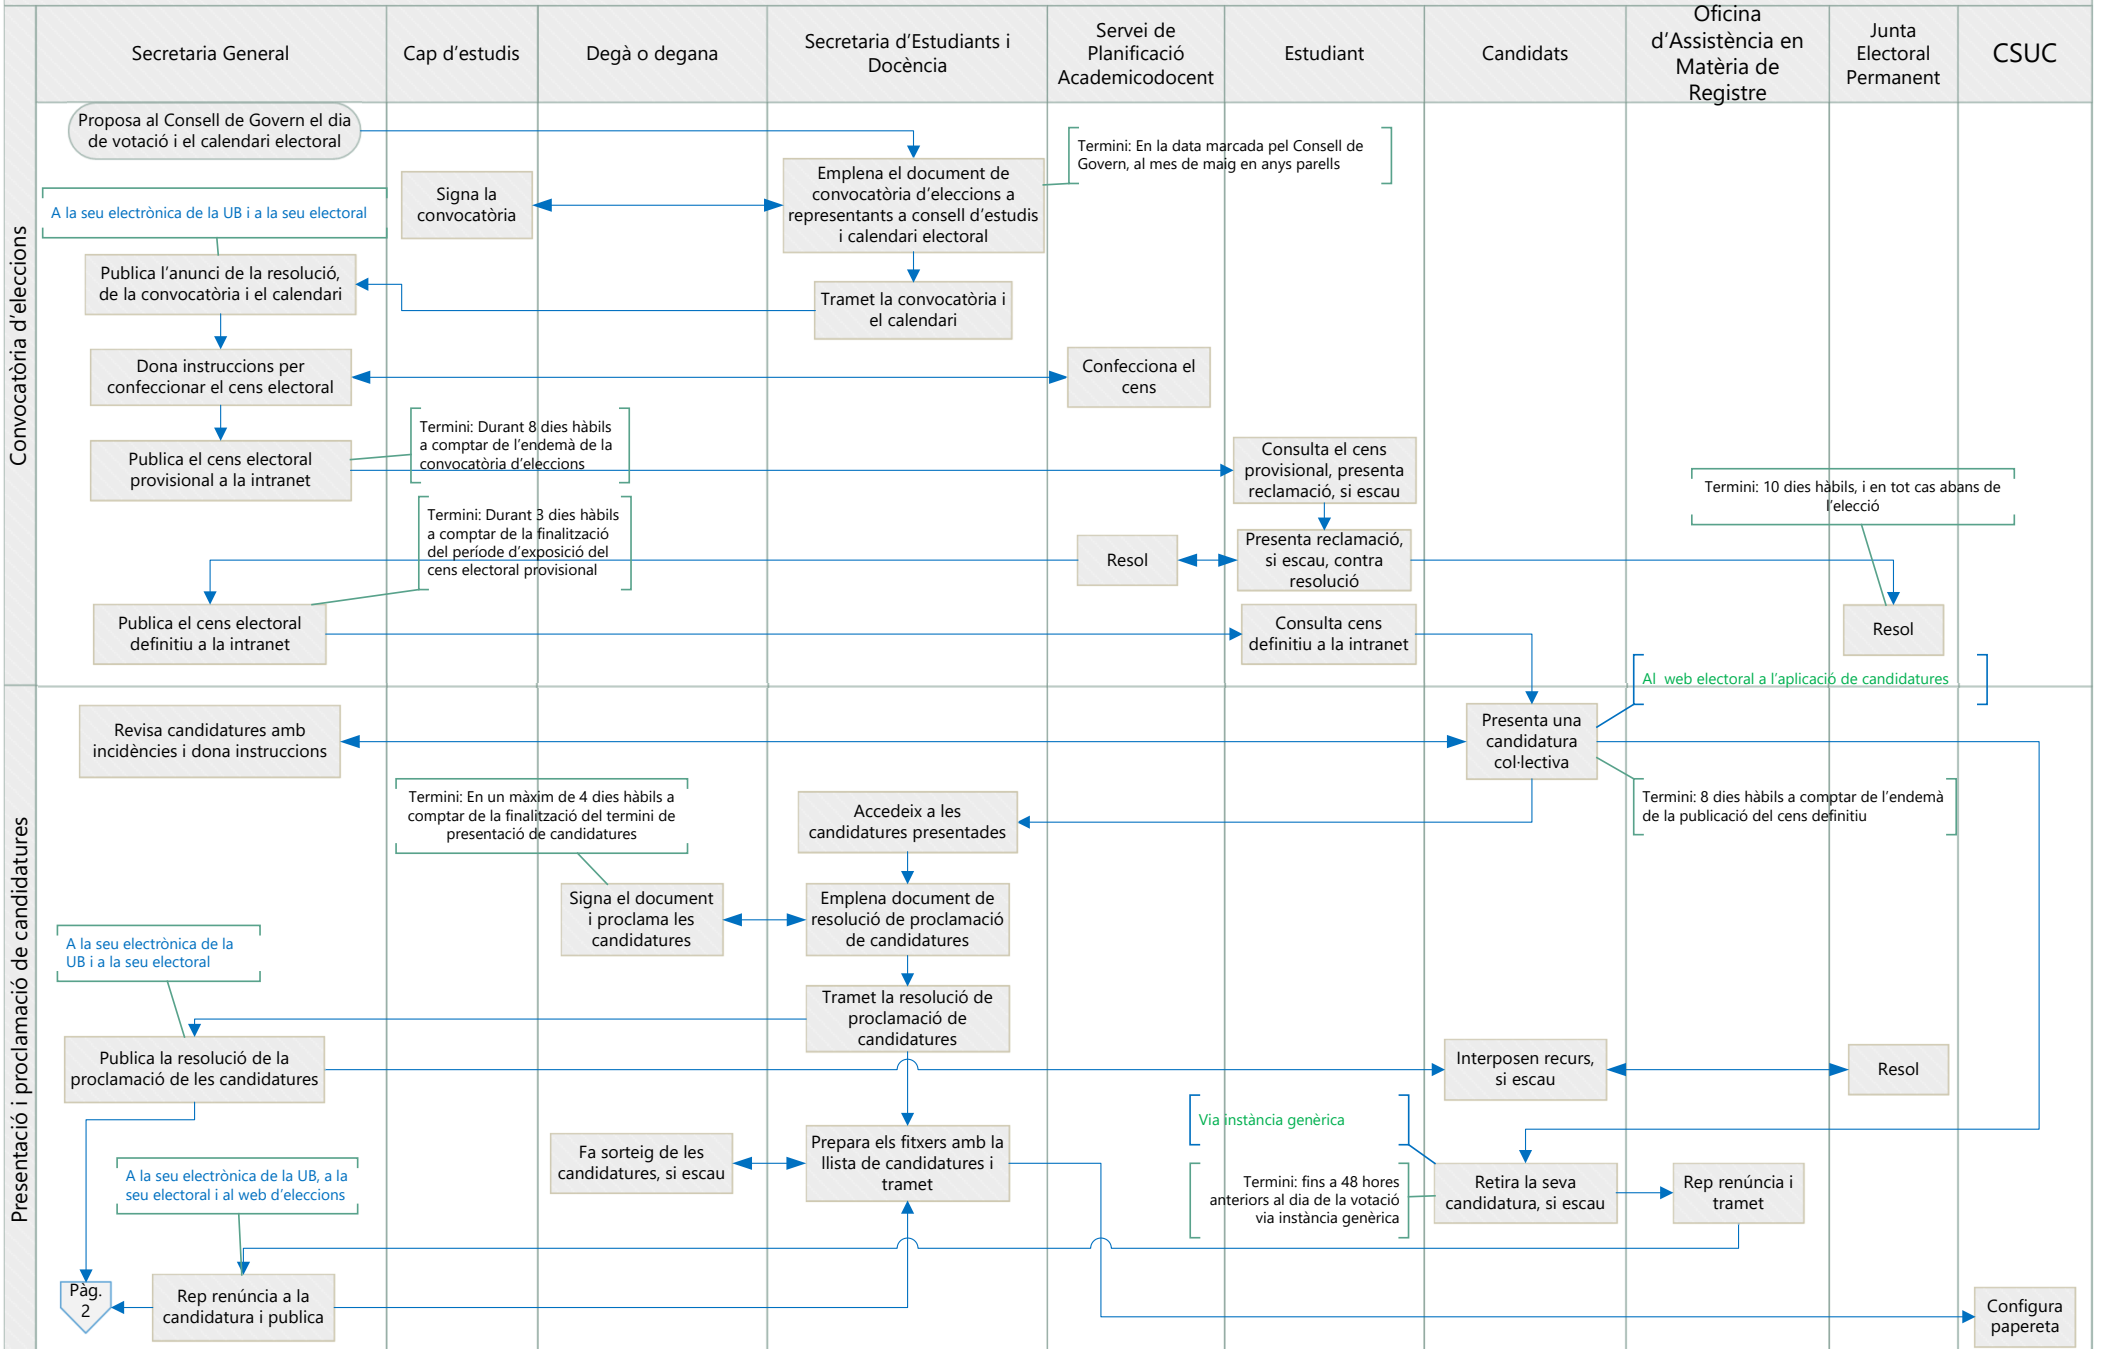 Secretaria General
Cap d'estudis
Degà o degana
Secretaria d'Estudiants i
Docència
Servei de
Planificació
Academicodocent
Estudiant
Candidats
Oficina
d'Assistència en
Matèria de
Registre
Junta
Electoral
Permanent
CSUC
Convocatòria d'eleccions
Proposa al Consell de Govern el dia
de votació i el calendari electoral
Termini: En la data marcada pel Consell de
Govern, al mes de maig en anys parells
Emplena el document de
convocatòria d'eleccions a
representants a consell d'estudis
i calendari electoral
Signa la
convocatòria
A la seu electrònica de la UB i a la seu electoral
Publica l'anunci de la resolució,
de la convocatòria i el calendari
Tramet la convocatòria i
el calendari
Dona instruccions per
confeccionar el cens electoral
Confecciona el
cens
Termini: Durant 8 dies hàbils
a comptar de l'endemà de la
convocatòria d'eleccions
Publica el cens electoral
provisional a la intranet
Consulta el cens
provisional, presenta
reclamació, si escau
Termini: 10 dies hàbils, i en tot cas abans de
l'elecció
Termini: Durant 3 dies hàbils
a comptar de la finalització
del període d'exposició del
cens electoral provisional
Resol
Presenta reclamació,
si escau, contra
resolució
Publica el cens electoral
definitiu a la intranet
Consulta cens
definitiu a la intranet
Resol
Presentació i proclamació de candidatures
Al  web electoral a l'aplicació de candidatures
Revisa candidatures amb
incidències i dona instruccions
Presenta una
candidatura
col·lectiva
Termini: En un màxim de 4 dies hàbils a
comptar de la finalització del termini de
presentació de candidatures
Accedeix a les
candidatures presentades
Termini: 8 dies hàbils a comptar de l'endemà
de la publicació del cens definitiu
Signa el document
i proclama les
candidatures
Emplena document de
resolució de proclamació
de candidatures
A la seu electrònica de la
UB i a la seu electoral
Tramet la resolució de
proclamació de
candidatures
Publica la resolució de la
proclamació de les candidatures
Interposen recurs,
si escau
Resol
Via instància genèrica
Fa sorteig de les
candidatures, si escau
Prepara els fitxers amb la
llista de candidatures i
tramet
A la seu electrònica de la UB, a la
seu electoral i al web d'eleccions
Termini: fins a 48 hores
anteriors al dia de la votació
via instància genèrica
Retira la seva
candidatura, si escau
Rep renúncia i
tramet
Pàg.
2
Rep renúncia a la
candidatura i publica
Configura
papereta